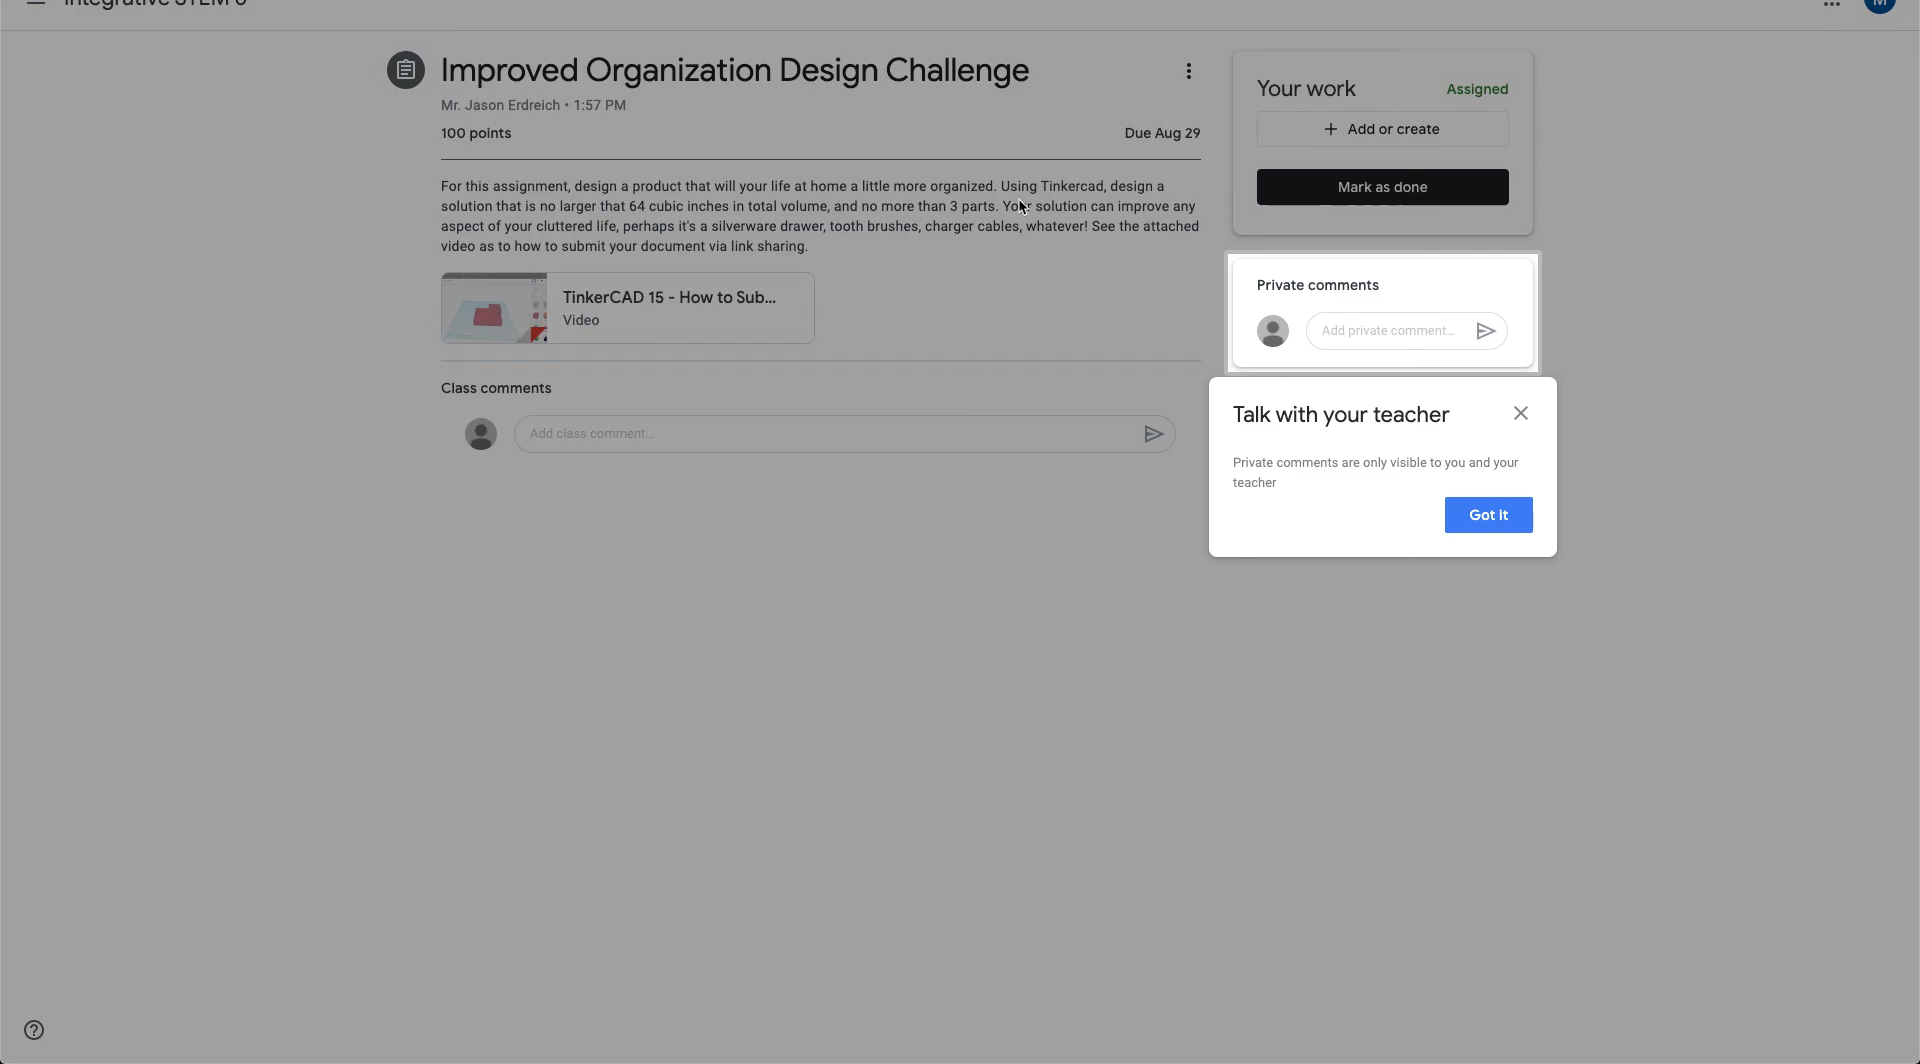 Improved Organization Design Challenge
Mr. Jason Erdreich • 1:57 PM
100 points
Due Aug 29
For this assignment, design a product that will your life at home a little more organized. Using Tinkercad, design a
solution that is no larger that 64 cubic inches in total volume, and no more than 3 parts. Your solution can improve any
aspect of your cluttered life, perhaps it's a silverware drawer, tooth brushes, charger cables, whatever! See the attached
video as to how to submit your document via link sharing.
TinkerCAD 15 - How to Sub...
Video
Class comments
Add class comment...
Your work
Assigned
+ Add or create
Mark as done
Private comments
Add private comment...
Talk with your teacher
Private comments are only visible to you and your
teacher
Got it